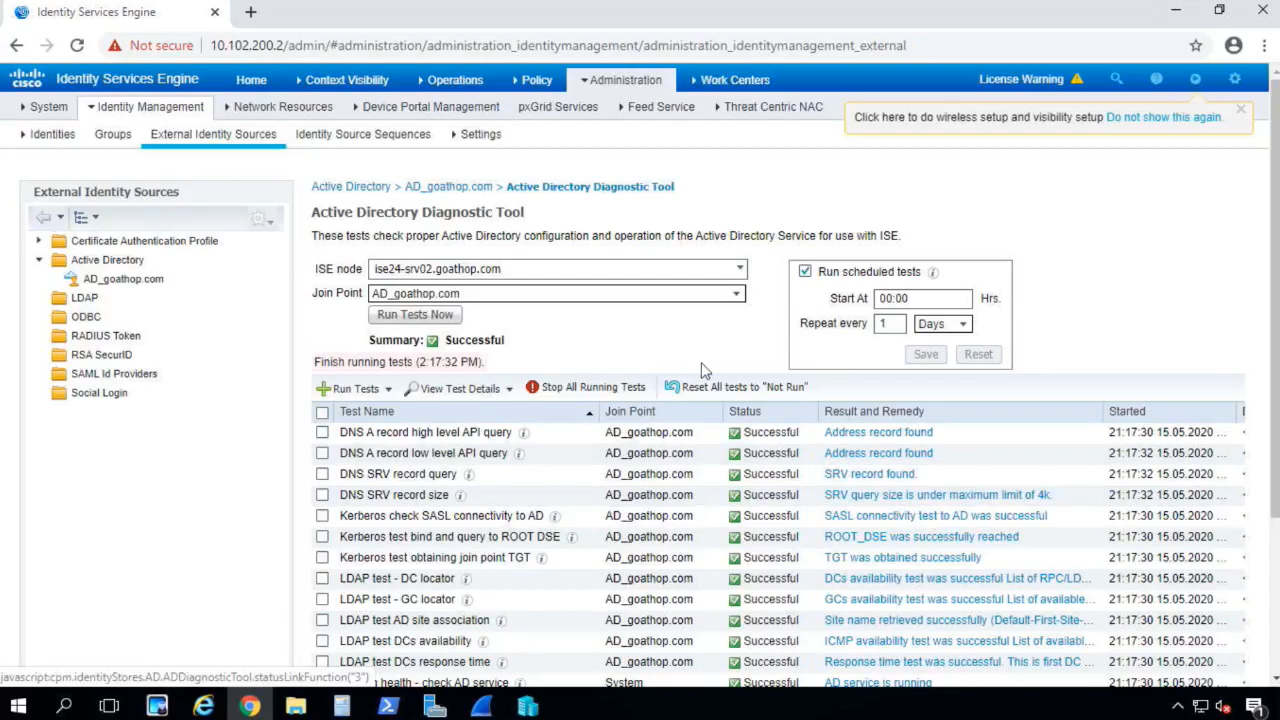 Identity Services Engine
Not secure 10.102.200.2/admin/#administration/administration_identitymanagement/administration_identitymanagement_external
CISCO Identity Services Engine Home Context Visibility Operations Policy Administration Work Centers License Warning
System Identity Management Network Resources Device Portal Management pxGrid Services Feed Service Threat Centric NAC
Click here to do wireless setup and visibility setup Do not show this again.
Identities Groups External Identity Sources Identity Source Sequences Settings
External Identity Sources
Certificate Authentication Profile
Active Directory
AD_goathop.com
LDAP
ODBC
RADIUS Token
RSA SecurID
SAML Id Providers
Social Login
Active Directory > AD_goathop.com > Active Directory Diagnostic Tool
Active Directory Diagnostic Tool
These tests check proper Active Directory configuration and operation of the Active Directory Service for use with ISE.
ISE node ise24-srv02.goathop.com
Join Point AD_goathop.com
Run Tests Now
Summary: Successful
Finish running tests (2:17:32 PM).
Run scheduled tests
Start At 00:00 Hrs.
Repeat every 1 Days
Save Reset
Run Tests View Test Details Stop All Running Tests Reset All tests to "Not Run"
Test Name Join Point Status Result and Remedy Started
DNS A record high level API query AD_goathop.com Successful Address record found 21:17:30 15.05.2020 ...
DNS A record low level API query AD_goathop.com Successful Address record found 21:17:32 15.05.2020 ...
DNS SRV record query AD_goathop.com Successful SRV record found. 21:17:32 15.05.2020 ...
DNS SRV record size AD_goathop.com Successful SRV query size is under maximum limit of 4k. 21:17:32 15.05.2020 ...
Kerberos check SASL connectivity to AD AD_goathop.com Successful SASL connectivity test to AD was successful 21:17:30 15.05.2020 ...
Kerberos test bind and query to ROOT DSE AD_goathop.com Successful ROOT_DSE was successfully reached 21:17:30 15.05.2020 ...
Kerberos test obtaining join point TGT AD_goathop.com Successful TGT was obtained successfully 21:17:30 15.05.2020 ...
LDAP test - DC locator AD_goathop.com Successful DCs availability test was successful List of RPC/LD... 21:17:30 15.05.2020 ...
LDAP test - GC locator AD_goathop.com Successful GCs availability test was successful List of available... 21:17:30 15.05.2020 ...
LDAP test AD site association AD_goathop.com Successful Site name retrieved successfully (Default-First-Site-... 21:17:30 15.05.2020 ...
LDAP test DCs availability AD_goathop.com Successful ICMP availability test was successful List of availabl... 21:17:30 15.05.2020 ...
LDAP test DCs response time AD_goathop.com Successful Response time test was successful. This is first DC ... 21:17:30 15.05.2020 ...
health - check AD service System Successful AD service is running 21:17:30 15.05.2020 ...
javascript:cpm.identityStores.AD.ADDiagnosticTool.statusLinkFunction("3")
1